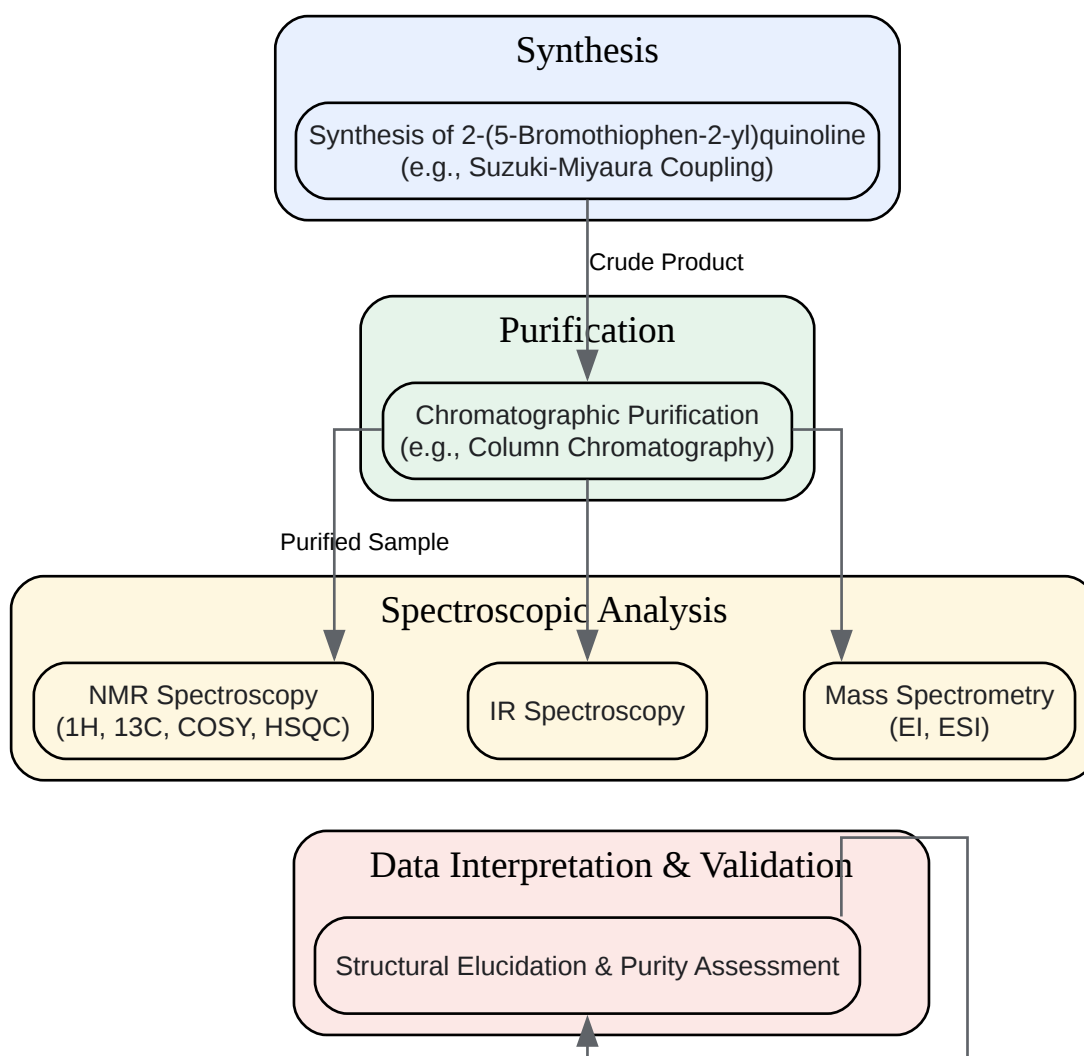 Synthesis
Synthesis of 2-(5-Bromothiophen-2-yl)quinoline
(e.g., Suzuki-Miyaura Coupling)
Crude Product
Purification
Chromatographic Purification
(e.g., Column Chromatography)
Purified Sample
Spectroscopic Analysis
NMR Spectroscopy
(1H, 13C, COSY, HSQC)
IR Spectroscopy
Mass Spectrometry
(EI, ESI)
Data Interpretation & Validation
Structural Elucidation & Purity Assessment